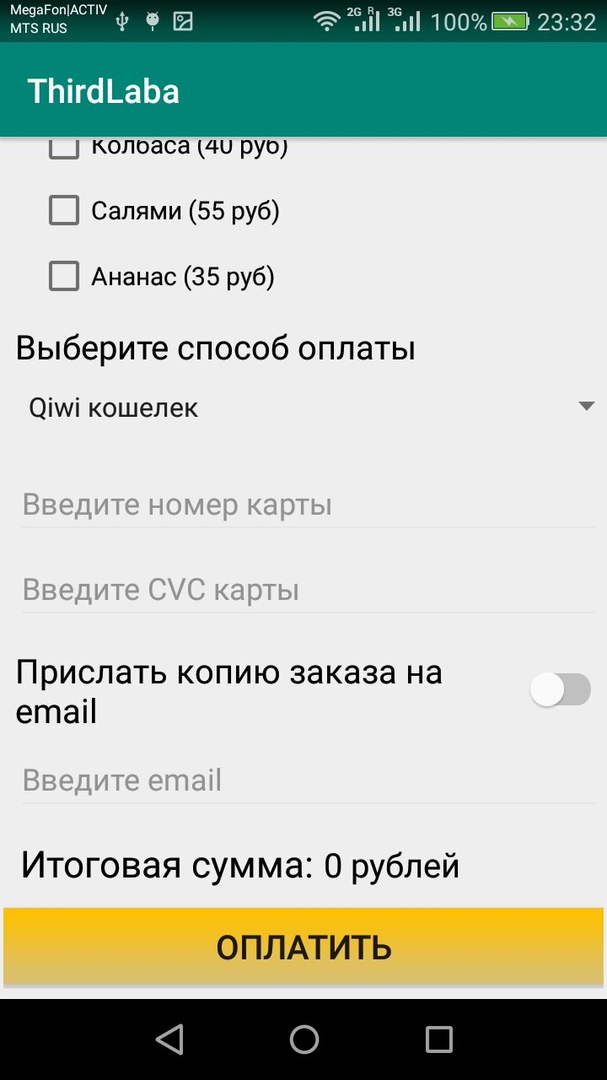 MegaFon|ACTIV
MTS RUS
2G R 3G 100% 23:32
ThirdLaba
Колбаса (40 руб)
Салями (55 руб)
Ананас (35 руб)
Выберите способ оплаты
Qiwi кошелек
Введите номер карты
Введите CVC карты
Прислать копию заказа на
email
Введите email
Итоговая сумма: 0 рублей
ОПЛАТИТЬ